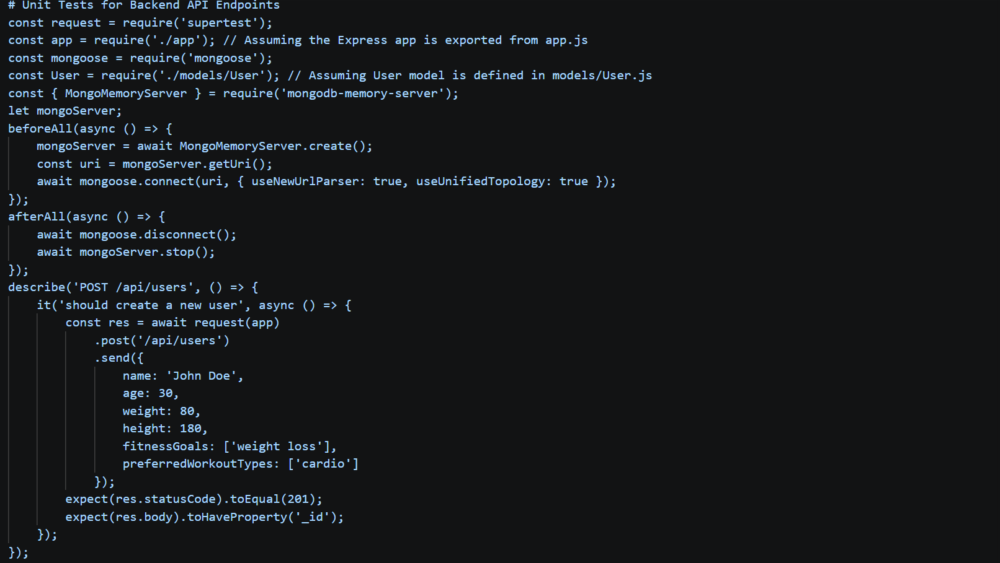 # Unit Tests for Backend API Endpoints
const request = require('supertest');
const app = require('./app'); // Assuming the Express app is exported from app.js
const mongoose = require('mongoose');
const User = require('./models/User'); // Assuming User model is defined in models/User.js
const { MongoMemoryServer } = require('mongodb-memory-server');
let mongoServer;
beforeAll(async () => {
    mongoServer = await MongoMemoryServer.create();
    const uri = mongoServer.getUri();
    await mongoose.connect(uri, { useNewUrlParser: true, useUnifiedTopology: true });
});
afterAll(async () => {
    await mongoose.disconnect();
    await mongoServer.stop();
});
describe('POST /api/users', () => {
    it('should create a new user', async () => {
        const res = await request(app)
            .post('/api/users')
            .send({
                name: 'John Doe',
                age: 30,
                weight: 80,
                height: 180,
                fitnessGoals: ['weight loss'],
                preferredWorkoutTypes: ['cardio']
            });
        expect(res.statusCode).toEqual(201);
        expect(res.body).toHaveProperty('_id');
    });
});